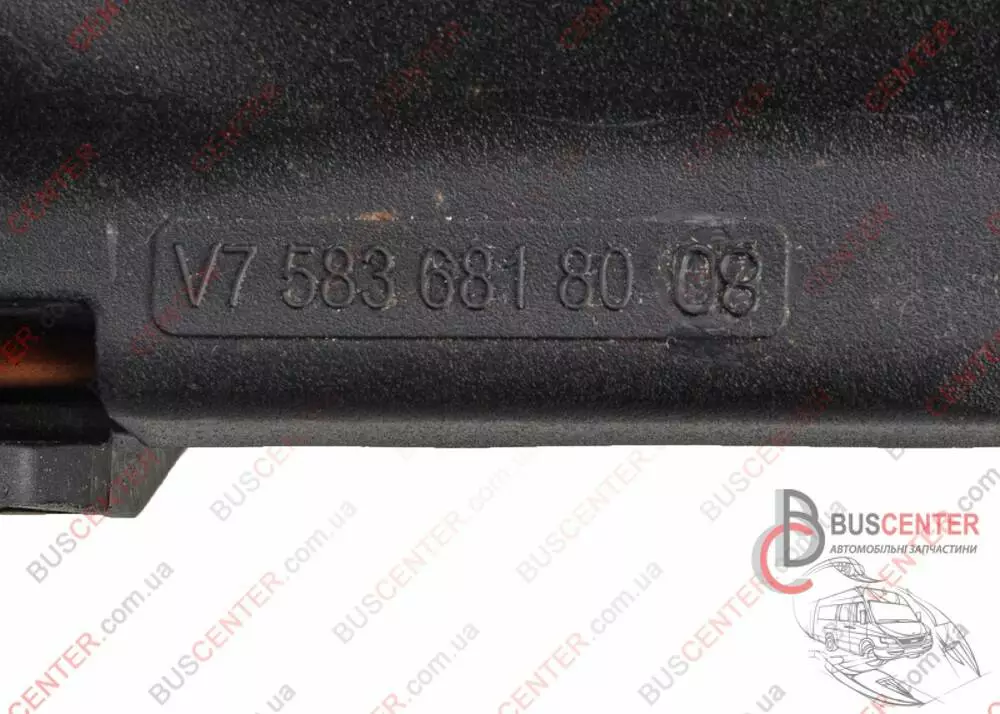 V7 583 681 80 08
BUSCENTER
АВТОМОБІЛЬНІ ЗАПЧАСТИНИ
BUSCENTER.com.ua